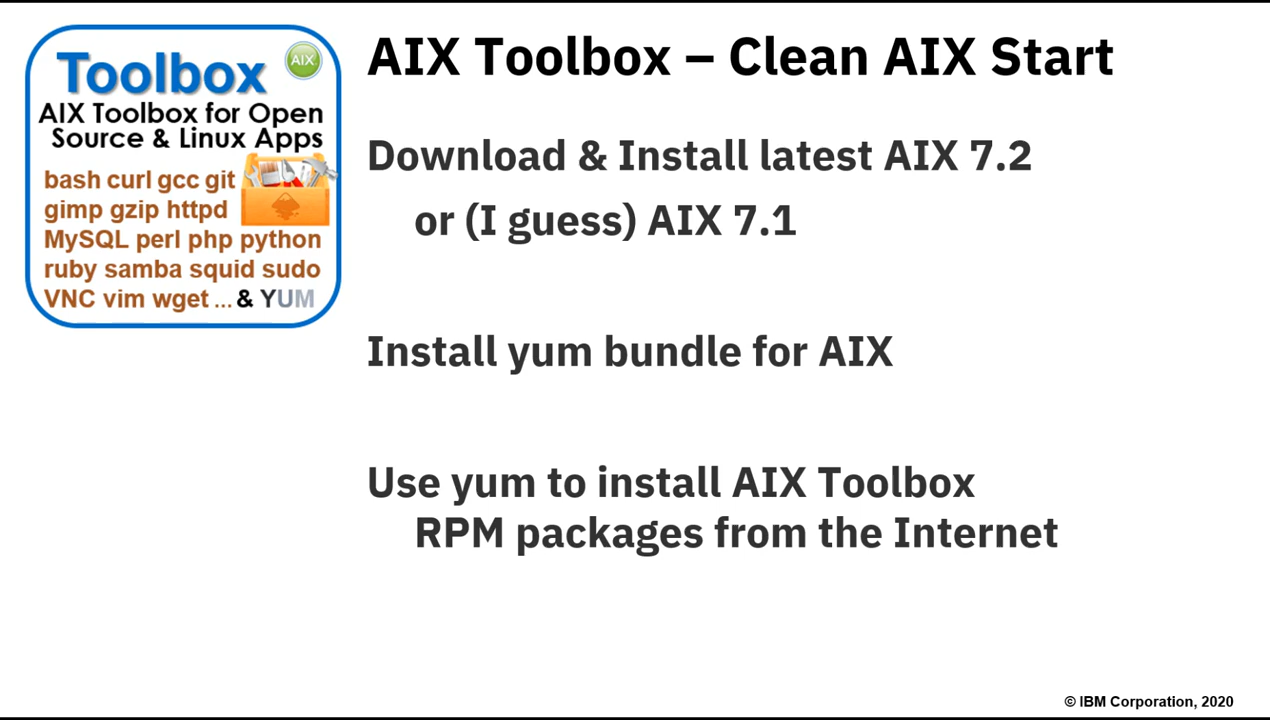 Toolbox
AIX
AIX Toolbox for Open
Source & Linux Apps
bash curl gcc git
gimp gzip httpd
MySQL perl php python
ruby samba squid sudo
VNC vim wget ... & YUM
AIX Toolbox – Clean AIX Start
Download & Install latest AIX 7.2
or (I guess) AIX 7.1
Install yum bundle for AIX
Use yum to install AIX Toolbox
RPM packages from the Internet
© IBM Corporation, 2020